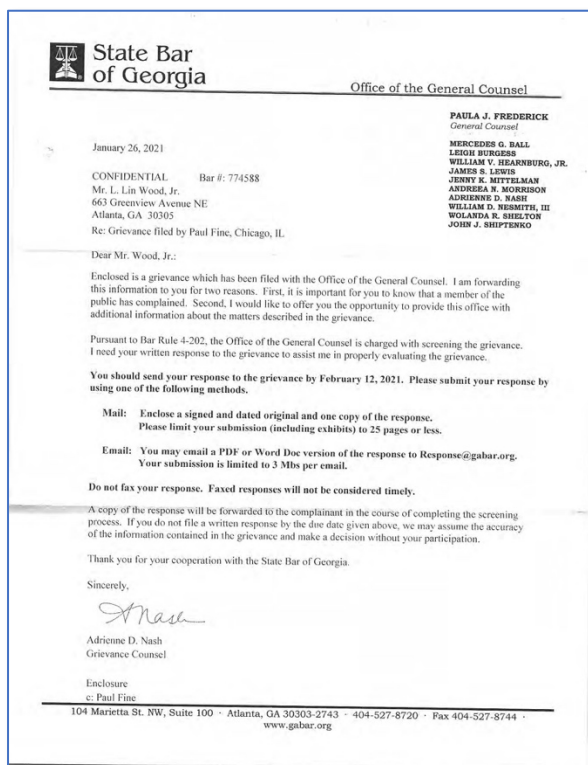 State Bar
of Georgia
Office of the General Counsel
PAULA J. FREDERICK
General Counsel
MERCEDES G. BALL
LEIGH BURGESS
WILLIAM V. HEARNBURG, JR.
JAMES S. LEWIS
JENNY K. MITTELMAN
ANDREEA N. MORRISON
ADRIENNE D. NASH
WILLIAM D. NESMITH, III
WOLANDA R. SHELTON
JOHN J. SHIPTENKO
January 26, 2021
CONFIDENTIAL Bar #: 774588
Mr. L. Lin Wood, Jr.
663 Greenview Avenue NE
Atlanta, GA 30305
Re: Grievance filed by Paul Fine, Chicago, IL
Dear Mr. Wood, Jr.:
Enclosed is a grievance which has been filed with the Office of the General Counsel. I am forwarding
this information to you for two reasons. First, it is important for you to know that a member of the
public has complained. Second, I would like to offer you the opportunity to provide this office with
additional information about the matters described in the grievance.
Pursuant to Bar Rule 4-202, the Office of the General Counsel is charged with screening the grievance.
I need your written response to the grievance to assist me in properly evaluating the grievance.
You should send your response to the grievance by February 12, 2021. Please submit your response by
using one of the following methods.
Mail: Enclose a signed and dated original and one copy of the response.
Please limit your submission (including exhibits) to 25 pages or less.
Email: You may email a PDF or Word Doc version of the response to Response@gabar.org.
Your submission is limited to 3 Mbs per email.
Do not fax your response. Faxed responses will not be considered timely.
A copy of the response will be forwarded to the complainant in the course of completing the screening
process. If you do not file a written response by the due date given above, we may assume the accuracy
of the information contained in the grievance and make a decision without your participation.
Thank you for your cooperation with the State Bar of Georgia.
Sincerely,
ANash
Adrienne D. Nash
Grievance Counsel
Enclosure
c: Paul Fine
104 Marietta St. NW, Suite 100 · Atlanta, GA 30303-2743 · 404-527-8720 · Fax 404-527-8744 ·
www.gabar.org